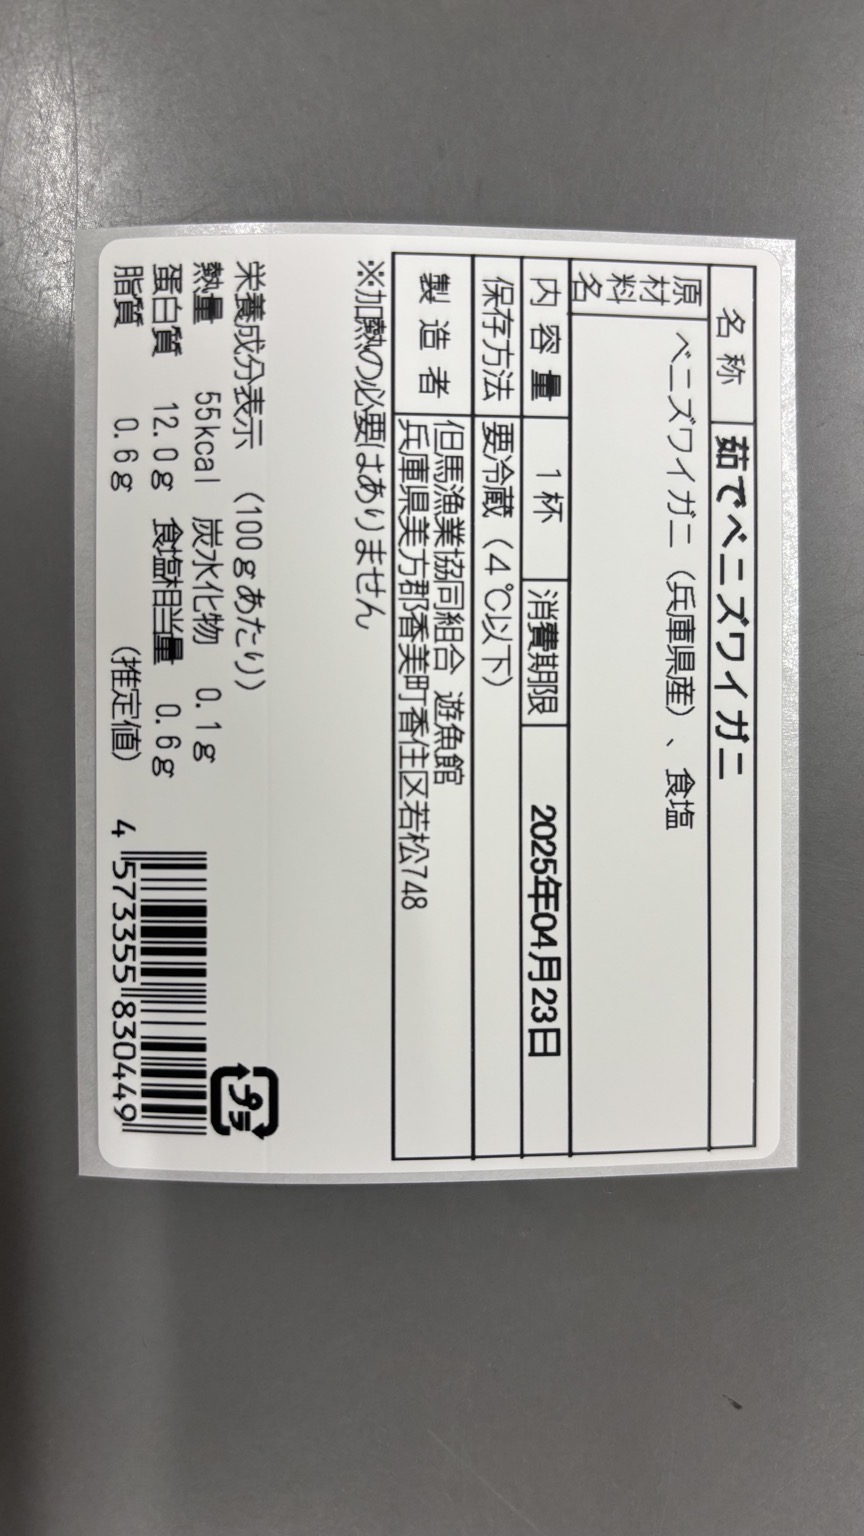 名称 茹でベニズワイガニ
原材料名 ベニズワイガニ（兵庫県産）、食塩
内容量 1杯 消費期限 2025年04月23日
保存方法 要冷蔵（4℃以下）
製造者 但馬漁業協同組合 遊魚館
兵庫県美方郡香美町香住区若松748
※加熱の必要はありません
栄養成分表示 （100gあたり）
熱量 55kcal 炭水化物 0.1g
蛋白質 12.0g 食塩相当量 0.6g
脂質 0.6g （推定値）
プラ
4 573355 830449